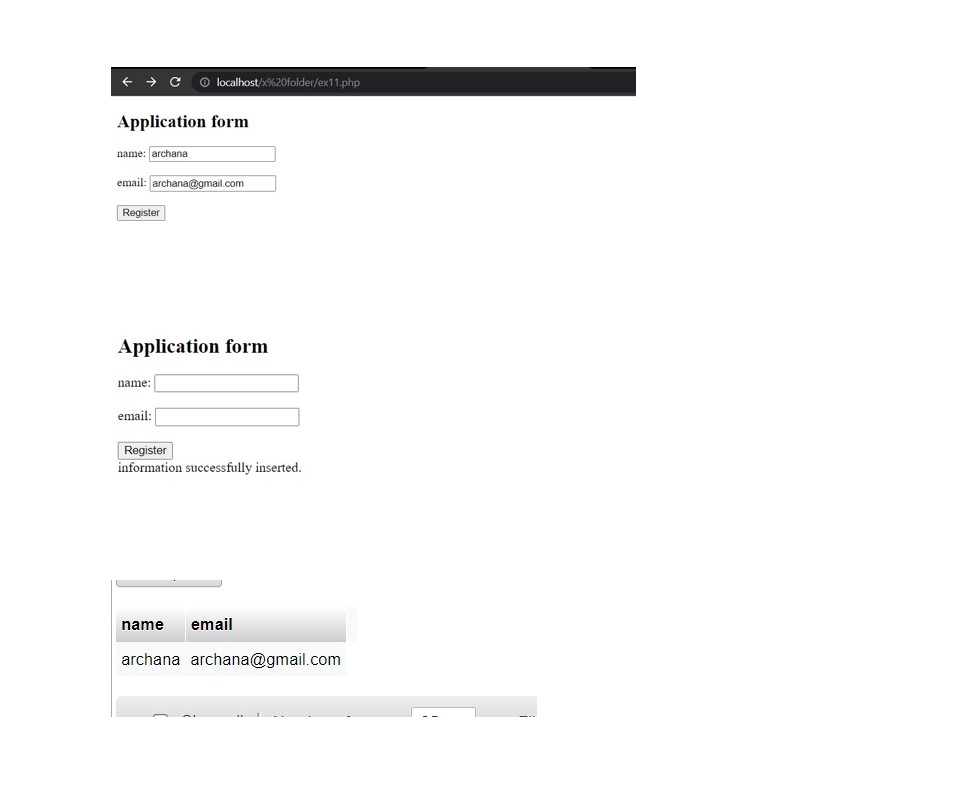 localhost/x%20folder/ex11.php
Application form
name: archana
email: archana@gmail.com
Register
Application form
name:
email:
Register
information successfully inserted.
name email
archana archana@gmail.com